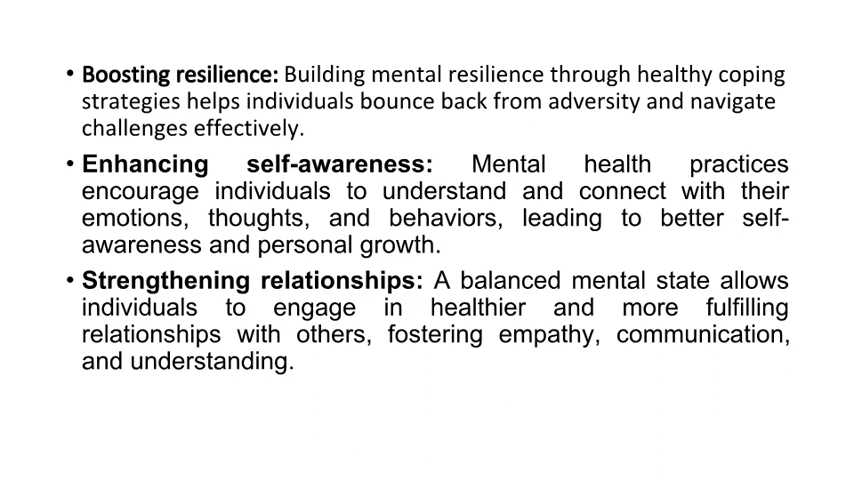 • Boosting resilience: Building mental resilience through healthy coping
strategies helps individuals bounce back from adversity and navigate
challenges effectively.
• Enhancing self-awareness: Mental health practices
encourage individuals to understand and connect with their
emotions, thoughts, and behaviors, leading to better self-
awareness and personal growth.
• Strengthening relationships: A balanced mental state allows
individuals to engage in healthier and more fulfilling
relationships with others, fostering empathy, communication,
and understanding.